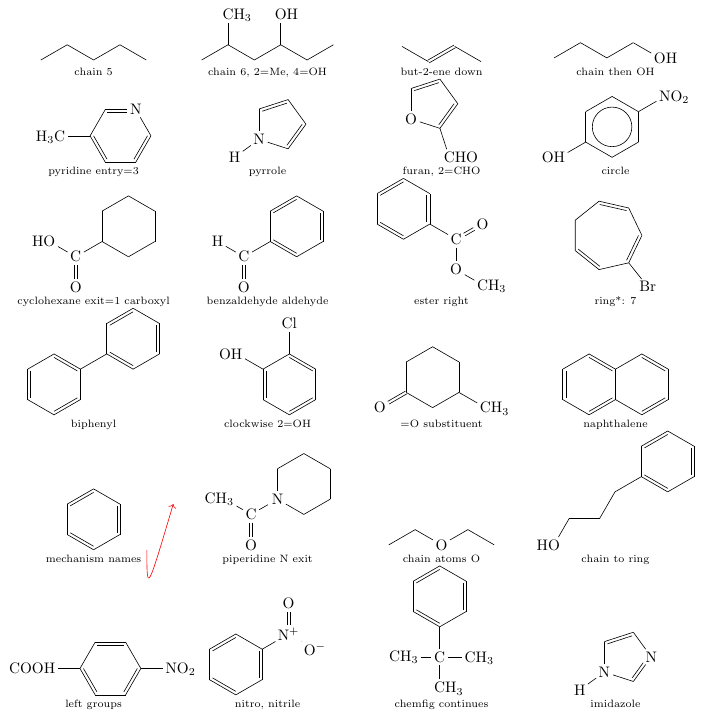 CH3 OH
OH
chain 5 chain 6, 2=Me, 4=OH but-2-ene down chain then OH
N NO2
H3C N O
H CHO OH
pyridine entry=3 pyrrole furan, 2=CHO circle
HO H O
C C C
O O O Br
CH3
cyclohexane exit=1 carboxyl benzaldehyde aldehyde ester right ring*: 7
Cl
OH
O CH3
biphenyl clockwise 2=OH =O substituent naphthalene
CH3 N
C
O O HO
mechanism names piperidine N exit chain atoms O chain to ring
O
N+
O−
COOH NO2 CH3 C CH3 N N
CH3 H
left groups nitro, nitrile chemfig continues imidazole